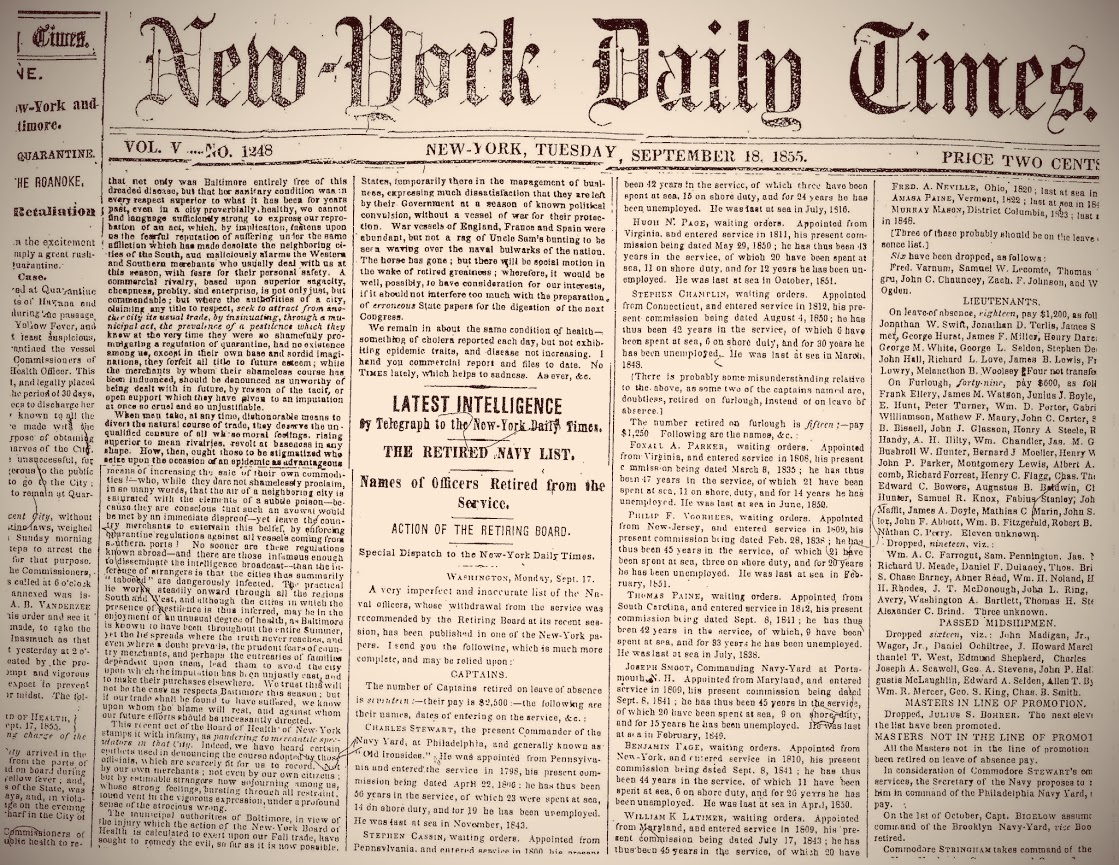 Times,
NE.
w-York and
timore.
QUARANTINE.
HE ROANOKE,
Retaliation
n the excitement
mply a great rush
quarantine.
Case.
ed at Quarantine
ts of Havana and
during the passage,
Yellow Fever, and
t least suspicious,
Commissioners of
Health Officer. This
t, and legally placed
he period of 30 days,
ces to discharge her
known to all the
e made with the
pose of obtaining
narves of the City.
unsuccessful, for
gerous to the public
to go to the City;
to remain at Quar-
cent City, without
tine laws, weighed
Sunday morning
teps to arrest the
for that purpose.
he Commissioners,
s called at 6 o'clock
annexed was is-
A. B. VANDERZEE
his order and see it
made, to take the
Inasmuch as that
t yesterday at 2 o'-
eated by the pro-
ompt and vigorous
expect to prevent
ir midst. The fol-
RD OF HEALTH,
ept. 17, 1855.
ng charge of the
ity arrived in the
from the ports of
ed on board during
yellow fever; and,
s of the State, was
ays, and, in viola-
on the evening
harf in the City of
Commissioners of
public health to re-
New-York Daily Times.
VOL. V....NO. 1248
NEW-YORK, TUESDAY, SEPTEMBER 18, 1855.
PRICE TWO CENTS
that not only was Baltimore entirely free of this
dreaded disease, but that her sanitary condition was in
every respect superior to what it has been for years
past, even in a city proverbially healthy, we cannot
find language sufficiently strong to express our repro-
bation of an act, which, by implication, fastens upon
us the fearful reputation of suffering under the same
affliction which has made desolate the neighboring ci-
ties of the South, and maliciously alarms the Western
and Southern merchants who usually deal with us at
this season, with fears for their personal safety. A
commercial rivalry, based upon superior sagacity,
cheapness, probity, and enterprise, is not only just, but
commendable; but where the authorities of a city,
claiming any title to respect, seek to attract from ano-
ther city its usual trade, by insinuating, through a mu-
nicipal act, the prevalence of a pestilence which they
knew at the very time they were so shamefully pro-
mulgating a regulation of quarantine, had no existence
among us, except in their own base and sordid imagi-
nations, they forfeit all title to future esteem; while
the merchants by whom their shameless course has
been influenced, should be denounced as unworthy of
being dealt with in future, by reason of the tacit, or
open support which they have given to an imputation
at once so cruel and so unjustifiable.
When men take, at any time, dishonorable means to
divert the natural course of trade, they deserve the un-
qualified censure of all whose moral feelings, rising
superior to mean rivalries, revolt at baseness in any
shape. How, then, ought those to be stigmatized who
seize upon the occasion of an epidemic as advantageous
means of increasing the sale of their own commodi-
ties!—who, while they dare not shamelessly proclaim,
in so many words, that the air of a neighboring city is
impregnated with the elements of a subtle poison—be-
cause they are conscious that such an avowal would
be met by an immediate disproof—yet leave the coun-
try merchants to entertain this belief, by enforcing
quarantine regulations against all vessels coming from
Southern ports! No sooner are these regulations
known abroad—and there are those infamous enough
to disseminate the intelligence broadcast—than the in-
ference of strangers is that the cities thus summarily
"tabooed" are dangerously infected. The practical
lie works steadily onward through all the regions
South and West, and although the cities in which the
presence of pestilence is thus inferred, may be in the
enjoyment of an unusual degree of health, as Baltimore
is known to have been throughout the entire Summer,
yet the lie spreads where the truth never reaches, and
even where a doubt prevails, the prudent fears of coun-
try merchants, and perhaps the entreaties of families
dependent upon them, lead them to avoid the city
upon which the imputation has been unjustly cast, and
to make their purchases elsewhere. We trust this will
not be the case as respects Baltimore this season; but
if our trade shall be found to have suffered, we know
upon whom the blame will rest, and against whom
our future efforts should be necessarily directed.
This recent act of the Board of Health of New-York
stamps it with infamy, as pandering to mercantile spec-
ulators in that City. Indeed, we have heard certain
epithets used in denouncing the course adopted by those
officials, which are scarcely fit for us to record. Not
by our own merchants; not even by our own citizens;
but by estimable strangers now sojourning among us,
whose strong feelings, bursting through all restraint,
found vent in the vigorous expression, under a profound
sense of the atrocious wrong.
The municipal authorities of Baltimore, in view of
the injury which the action of the New-York Board of
Health is calculated to exert upon our Fall trade, have
sought to remedy the evil, so far as it is now possible,
States, temporarily there in the management of busi-
ness, expressing much dissatisfaction that they are left
by their Government at a season of known political
convulsion, without a vessel of war for their protec-
tion. War vessels of England, France and Spain were
abundant, but not a rag of Uncle Sam's bunting to be
seen waving over the naval bulwarks of the nation.
The horse has gone; but there will be social motion in
the wake of retired greatness; wherefore, it would be
well, possibly, to have consideration for our interests,
if it should not interfere too much with the preparation
of erroneous State papers for the digestion of the next
Congress.
We remain in about the same condition of health—
something of cholera reported each day, but not exhi-
biting epidemic traits, and disease not increasing. I
hand you commercial report and files to date. No
Times lately, which helps to sadness. As ever, &c.
LATEST INTELLIGENCE
By Telegraph to the New-York Daily Times.
THE RETIRED NAVY LIST.
Names of Officers Retired from the
Service.
ACTION OF THE RETIRING BOARD.
Special Dispatch to the New-York Daily Times.
WASHINGTON, Monday, Sept. 17.
A very imperfect and inaccurate list of the Na-
val officers, whose withdrawal from the service was
recommended by the Retiring Board at its recent ses-
sion, has been published in one of the New-York pa-
pers. I send you the following, which is much more
complete, and may be relied upon:
CAPTAINS.
The number of Captains retired on leave of absence
is seventeen:—their pay is $2,500:—the following are
their names, dates of entering on the service, &c.:
CHARLES STEWART, the present Commander of the
Navy Yard, at Philadelphia, and generally known as
"Old Ironsides." He was appointed from Pennsylva-
nia and entered the service in 1798, his present com-
mission dated April 22, 1806; he has thus been
56 years in the service, of which 23 were spent at sea,
14 on shore duty, and for 19 he has been unemployed.
He was last at sea in November, 1843.
STEPHEN CASSIN, waiting orders. Appointed from
Pennsylvania, and entered service in 1800, his present
been 42 years in the service, of which three have been
spent at sea, 15 on shore duty, and for 24 years he has
been unemployed. He was last at sea in July, 1816.
HUGH N. PAGE, waiting orders. Appointed from
Virginia, and entered service in 1811, his present com-
mission being dated May 29, 1850; he has thus been 43
years in the service, of which 20 have been spent at
sea, 11 on shore duty, and for 12 years he has been un-
employed. He was last at sea in October, 1851.
STEPHEN CHAMPLIN, waiting orders. Appointed
from Connecticut, and entered service in 1812, his pres-
ent commission being dated August 4, 1850; he has
thus been 42 years in the service, of which 6 have
been spent at sea, 6 on shore duty, and for 30 years he
has been unemployed. He was last at sea in March,
1848.
[There is probably some misunderstanding relative
to the above, as some two of the captains named are,
doubtless, retired on furlough, instead of on leave of
absence.]
The number retired on furlough is fifteen;—pay
$1,250 Following are the names, &c.:
FOXALL A. PARKER, waiting orders. Appointed
from Virginia, and entered service in 1808, his present
commission being dated March 8, 1835; he has thus
been 47 years in the service, of which 21 have been
spent at sea, 11 on shore duty, and for 14 years he has
been unemployed. He was last at sea in June, 1850.
PHILIP F. VOORHEES, waiting orders. Appointed
from New-Jersey, and entered service in 1809, his
present commission being dated Feb. 28, 1838; he has
thus been 45 years in the service, of which 21 have
been spent at sea, three on shore duty, and for 20 years
he has been unemployed. He was last at sea in Feb-
ruary, 1851.
THOMAS PAINE, waiting orders. Appointed from
South Carolina, and entered service in 1812, his present
commission being dated Sept. 8, 1841; he has thus
been 42 years in the service, of which 9 have been
spent at sea, and for 33 years he has been unemployed.
He was last at sea in July, 1838.
JOSEPH SMOOT, Commanding Navy-Yard at Ports-
mouth, N. H. Appointed from Maryland, and entered
service in 1809, his present commission being dated
Sept. 8, 1841; he has thus been 45 years in the service,
of which 20 have been spent at sea, 9 on shore duty,
and for 15 years he has been unemployed. He was last
at sea in February, 1849.
BENJAMIN PAGE, waiting orders. Appointed from
New-York, and entered service in 1810, his present
commission being dated Sept. 8, 1841; he has thus
been 44 years in the service, of which 11 have been
spent at sea, 6 on shore duty, and for 26 years he has
been unemployed. He was last at sea in April, 1850.
WILLIAM K LATIMER, waiting orders. Appointed
from Maryland, and entered service in 1809, his pre-
sent commission being dated July 17, 1843; he has
thus been 45 years in the service, of which 20 have
FRED. A. NEVILLE, Ohio, 1820; last at sea in
AMASA PAINE, Vermont, 1822; last at sea in 18
MURRAY MASON, District Columbia, 1823; last
in 1849.
[Three of these probably should be on the leave
sence list.]
Six have been dropped, as follows:
Fred. Varnum, Samuel W. Lecompte, Thomas
gru, John C. Chauncey, Zach. F. Johnson, and W
Ogden.
LIEUTENANTS.
On leave of absence, eighteen, pay $1,200, as fol
Jonathan W. Swift, Jonathan D. Ferlis, James S
mer, George Hurst, James F. Miller, Henry Dare
George M. White, George L. Selden, Stephen De
John Hall, Richard L. Love, James B. Lewis, Fr
Lowry, Melancthon B. Woolsey Four not transfe
On Furlough, forty-nine, pay $600, as foll
Frank Ellery, James M. Watson, Junius J. Boyle,
E. Hunt, Peter Turner, Wm. D. Porter, Gabri
Williamson, Mathew F. Maury, John C. Carter, S
B. Bissell, John J. Glasson, Henry A. Steele, R
Handy, A. H. Wm. Chandler, Jas. M. G
Bushroll W. Hunter, Bernard J Moeller, Henry W
John P. Parker, Montgomery Lewis, Albert A.
comb, Richard Forrest, Henry C. Flagg, Chas. Th
Edward C. Bowers, Augustus B. Baldwin, Cl
Hunter, Samuel R. Knox, Fabius Stanley, Joh
Maffit, James A. Doyle, Mathias C Marin, John S
ler, John F. Abbott, Wm. B. Fitzgerald, Robert B.
Nathan C. Perry. Eleven unknown.
Dropped, nineteen, viz.:
Wm. A. C. Farragut, Sam. Pennington, Jas.
Richard U. Meade, Daniel F. Dulany, Thos. Bri
S. Chase Barney, Abner Read, Wm. H. Noland, H
H. Rhodes, J. T. McDonough, John L. Ring,
Avery, Washington A. Bartlett, Thomas H. Ste
Alexander C. Brind. Three unknown.
PASSED MIDSHIPMEN.
Dropped sixteen, viz.: John Madigan, Jr.,
Wager, Jr., Daniel Ochiltree, J. Howard March
thaniel T. West, Edmund Shepherd, Charles
Joseph A. Seawell, Geo. A. Stevens, John P. Hal
gustis McLaughlin, Edward A. Selden, Allen T. B
Wm. R. Mercer, Geo. S. King, Chas. B. Smith.
MASTERS IN LINE OF PROMOTION.
Dropped, JULIUS S. BOHRER. The next eleve
the list have been promoted.
MASTERS NOT IN THE LINE OF PROMOT
All the Masters not in the line of promotion
been retired on leave of absence pay.
In consideration of Commodore STEWART'S em
services, the Secretary of the Navy proposes to
him in command of the Philadelphia Navy Yard,
pay.
On the 1st of October, Capt. BIGELOW assum
command of the Brooklyn Navy-Yard, vice Boo
retired.
Commodore STRINGHAM takes command of the